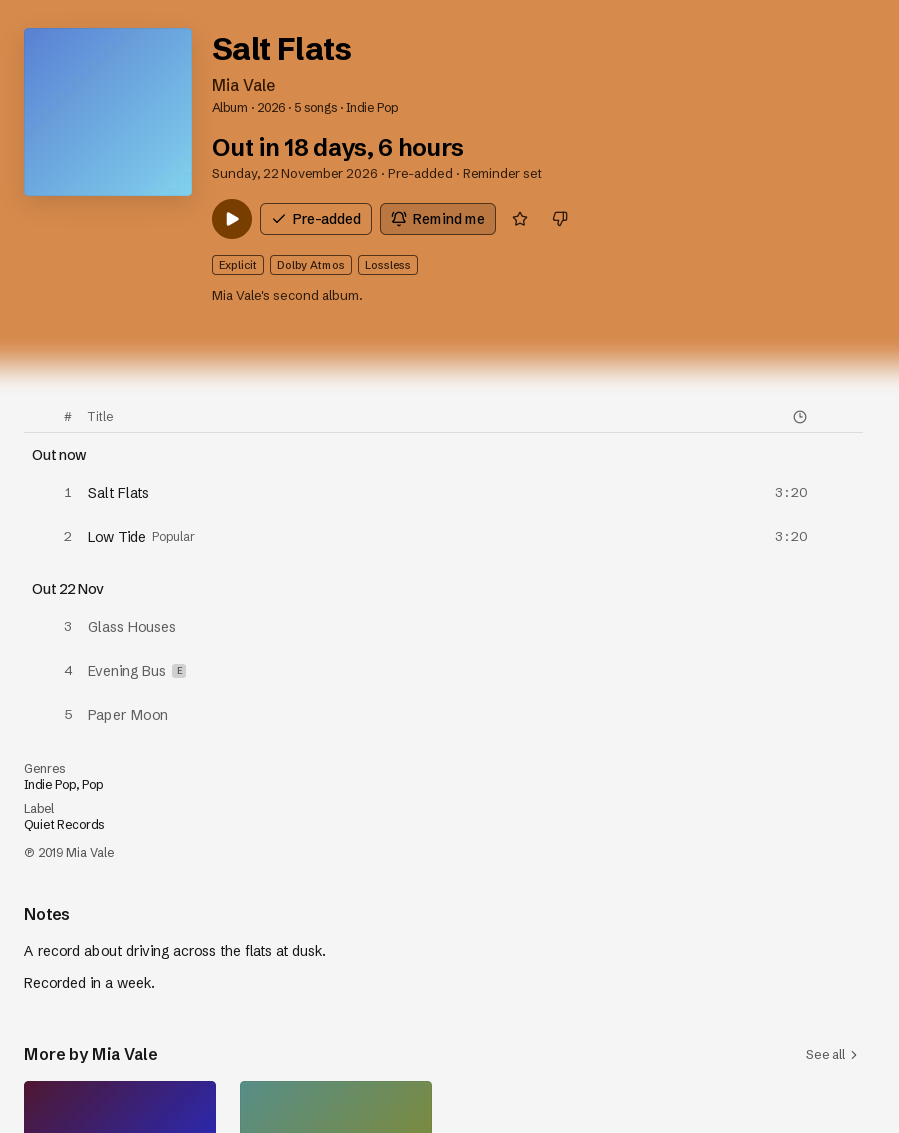 Salt Flats
Mia Vale
Album · 2026 · 5 songs · Indie Pop
Out in 18 days, 6 hours
Sunday, 22 November 2026 · Pre-added · Reminder set
Pre-added
Remind me
Explicit
Dolby Atmos
Lossless
Mia Vale's second album.
# Title
Out now
1 Salt Flats 3:20
2 Low Tide Popular 3:20
Out 22 Nov
3 Glass Houses
4 Evening Bus E
5 Paper Moon
Genres
Indie Pop, Pop
Label
Quiet Records
℗ 2019 Mia Vale
Notes
A record about driving across the flats at dusk.
Recorded in a week.
More by Mia Vale
See all